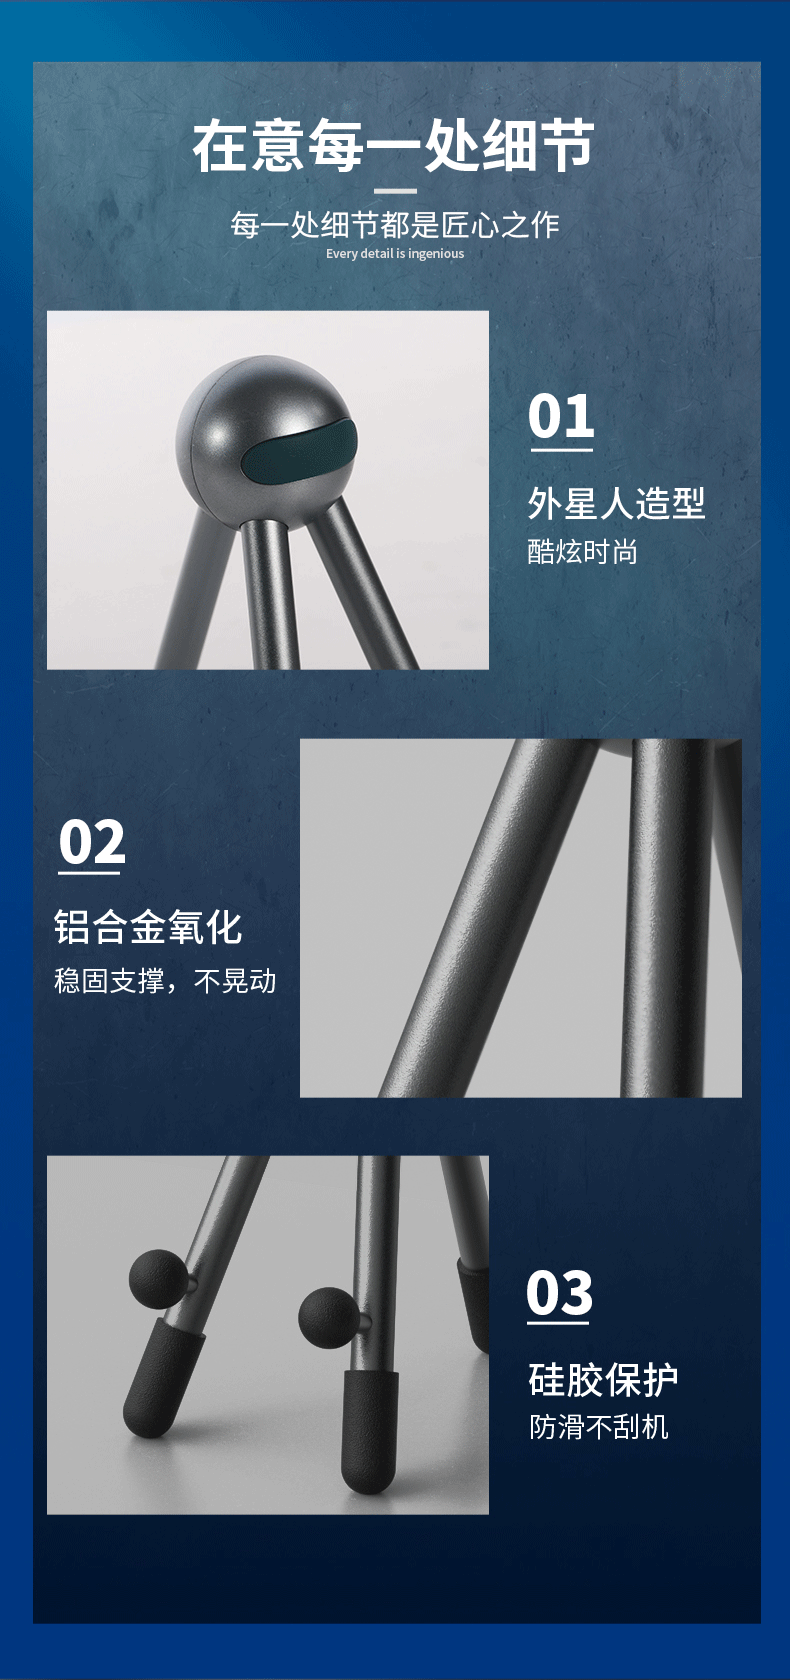 在意每一处细节
每一处细节都是匠心之作
Every detail is ingenious
01
外星人造型
酷炫时尚
02
铝合金氧化
稳固支撑，不晃动
03
硅胶保护
防滑不刮机